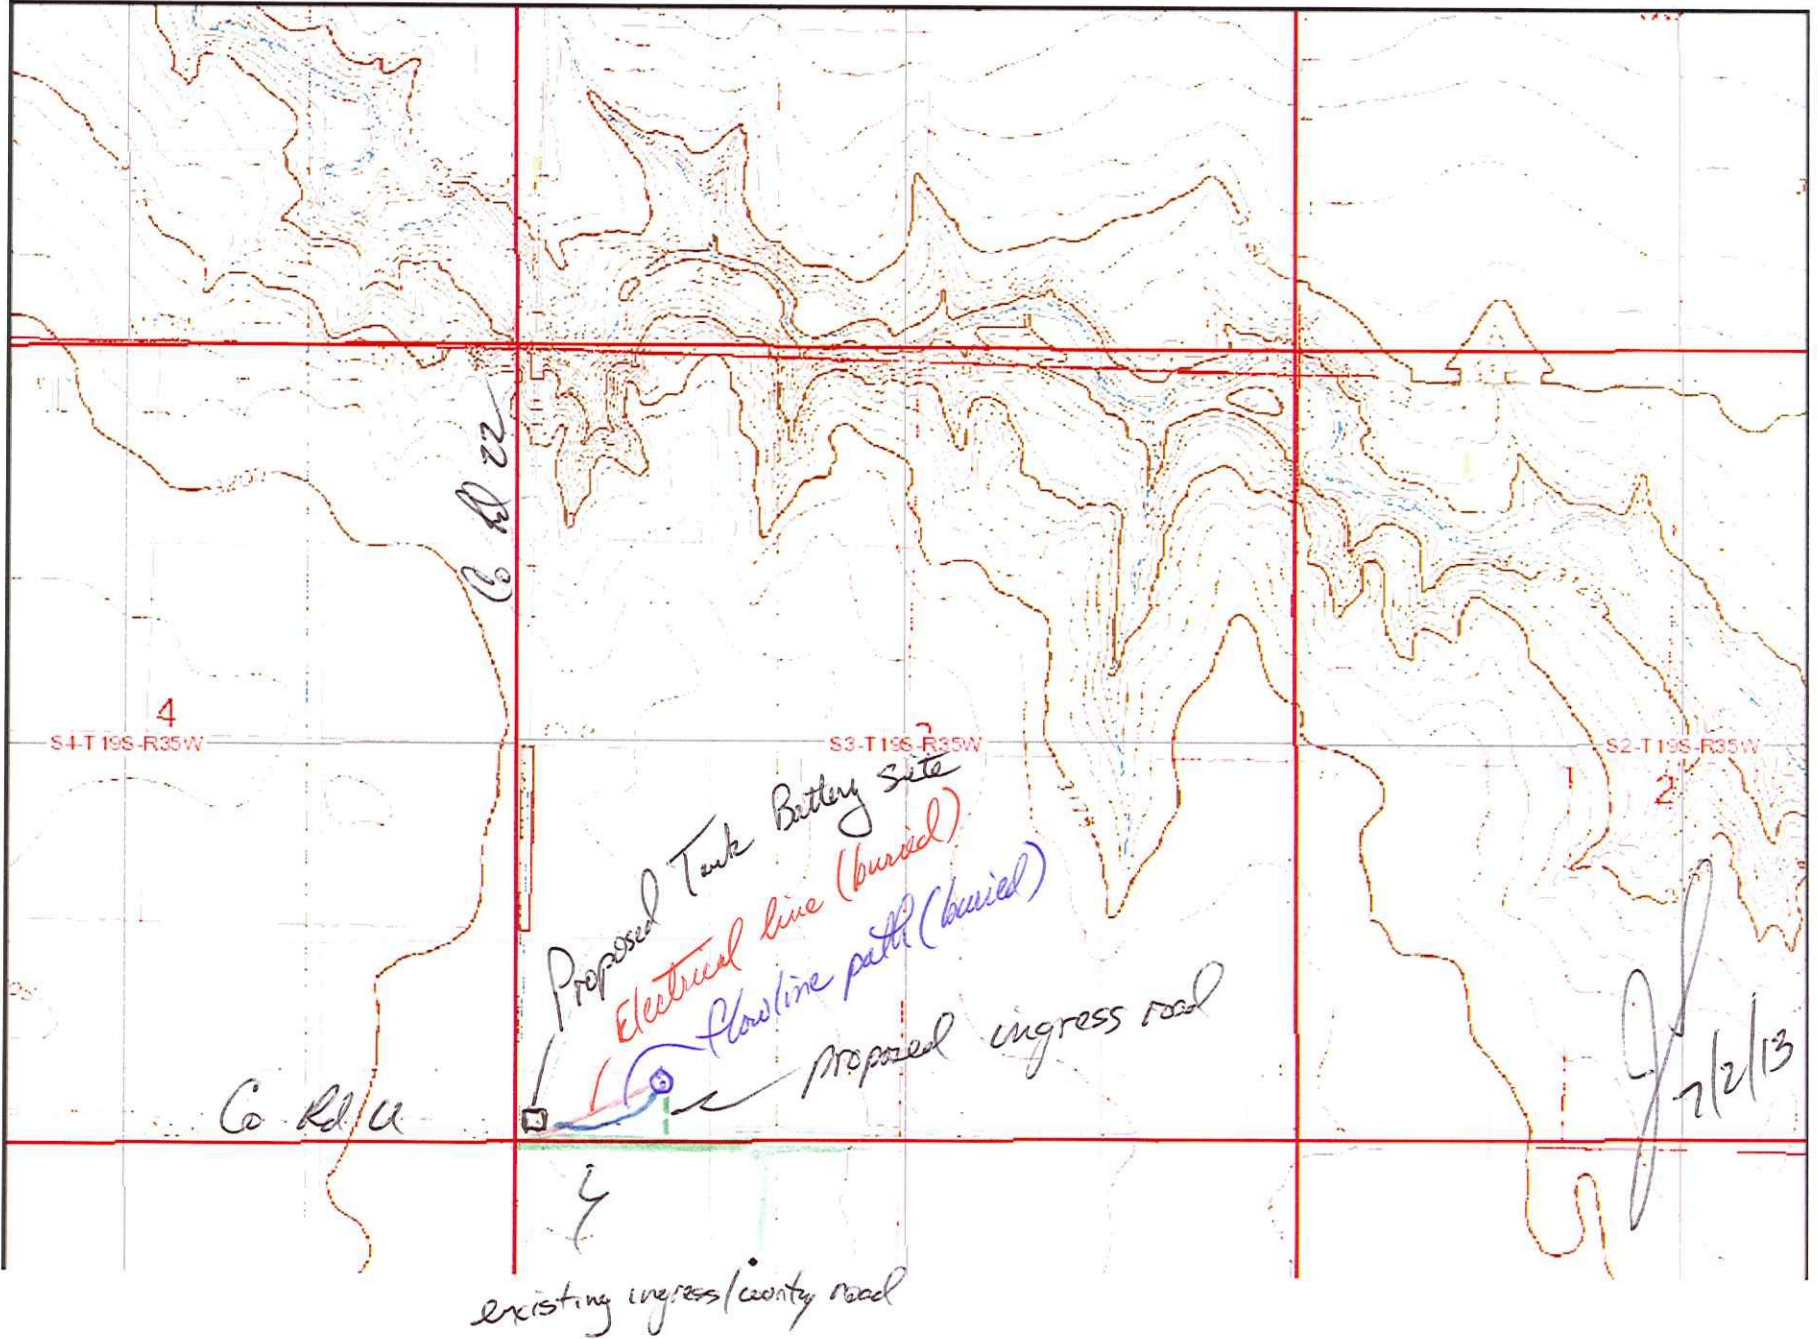 Co Rd 22
4
S4-T19S-R35W
S3-T19S-R35W
S2-T19S-R35W
2
Proposed Tank Battery Site
Electrical line (buried)
flowline path (buried)
proposed ingress road
Co Rd U
7/2/13
existing ingress/county road